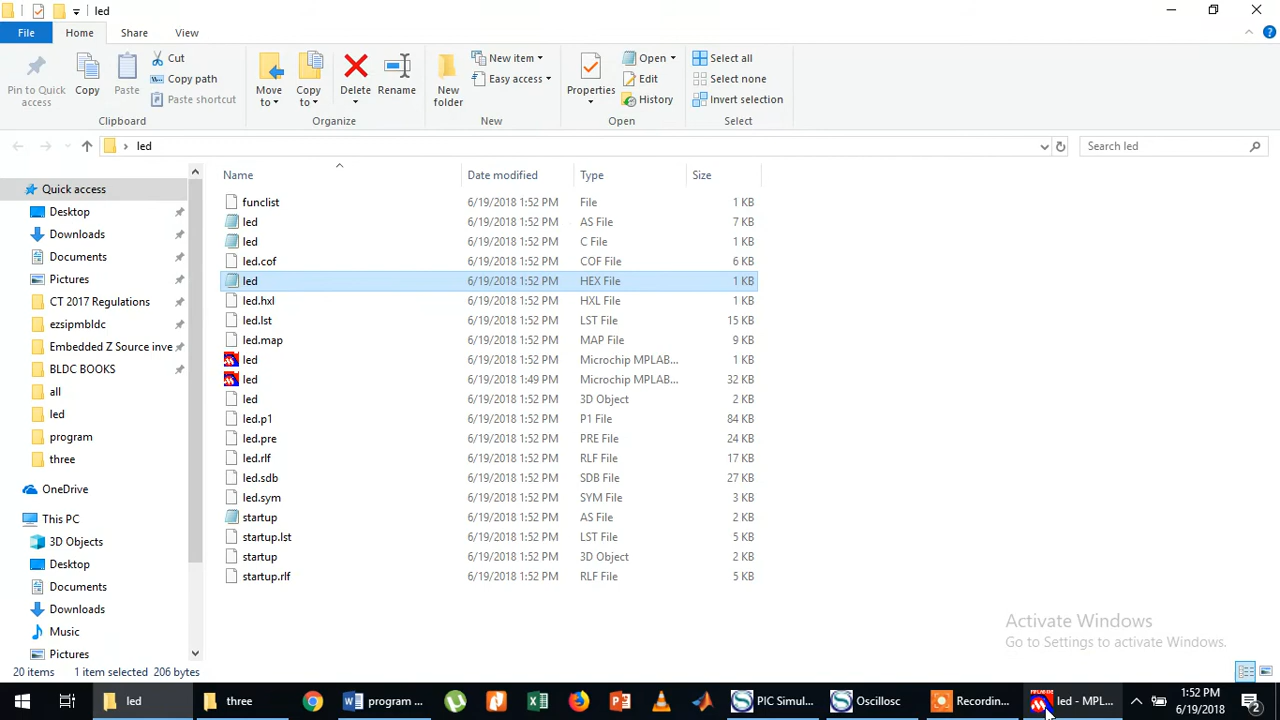 led
File Home Share View
Pin to Quick access
Copy
Paste
Cut
Copy path
Paste shortcut
Clipboard
Move to
Copy to
Delete
Rename
Organize
New folder
New item
Easy access
New
Properties
Open
Edit
History
Open
Select all
Select none
Invert selection
Select
led
Search led
Quick access
Desktop
Downloads
Documents
Pictures
CT 2017 Regulations
ezsipmbldc
Embedded Z Source inve
BLDC BOOKS
all
led
program
three
OneDrive
This PC
3D Objects
Desktop
Documents
Downloads
Music
Pictures
Name Date modified Type Size
funclist 6/19/2018 1:52 PM File 1 KB
led 6/19/2018 1:52 PM AS File 7 KB
led 6/19/2018 1:52 PM C File 1 KB
led.cof 6/19/2018 1:52 PM COF File 6 KB
led 6/19/2018 1:52 PM HEX File 1 KB
led.hxl 6/19/2018 1:52 PM HXL File 1 KB
led.lst 6/19/2018 1:52 PM LST File 15 KB
led.map 6/19/2018 1:52 PM MAP File 9 KB
led 6/19/2018 1:52 PM Microchip MPLAB... 1 KB
led 6/19/2018 1:49 PM Microchip MPLAB... 32 KB
led 6/19/2018 1:52 PM 3D Object 2 KB
led.p1 6/19/2018 1:52 PM P1 File 84 KB
led.pre 6/19/2018 1:52 PM PRE File 24 KB
led.rlf 6/19/2018 1:52 PM RLF File 17 KB
led.sdb 6/19/2018 1:52 PM SDB File 27 KB
led.sym 6/19/2018 1:52 PM SYM File 3 KB
startup 6/19/2018 1:52 PM AS File 2 KB
startup.lst 6/19/2018 1:52 PM LST File 5 KB
startup 6/19/2018 1:52 PM 3D Object 2 KB
startup.rlf 6/19/2018 1:52 PM RLF File 5 KB
Activate Windows
Go to Settings to activate Windows.
20 items 1 item selected 206 bytes
led three program ... PIC Simul... Oscillosc Recordin... led - MPL... 1:52 PM
6/19/2018
2